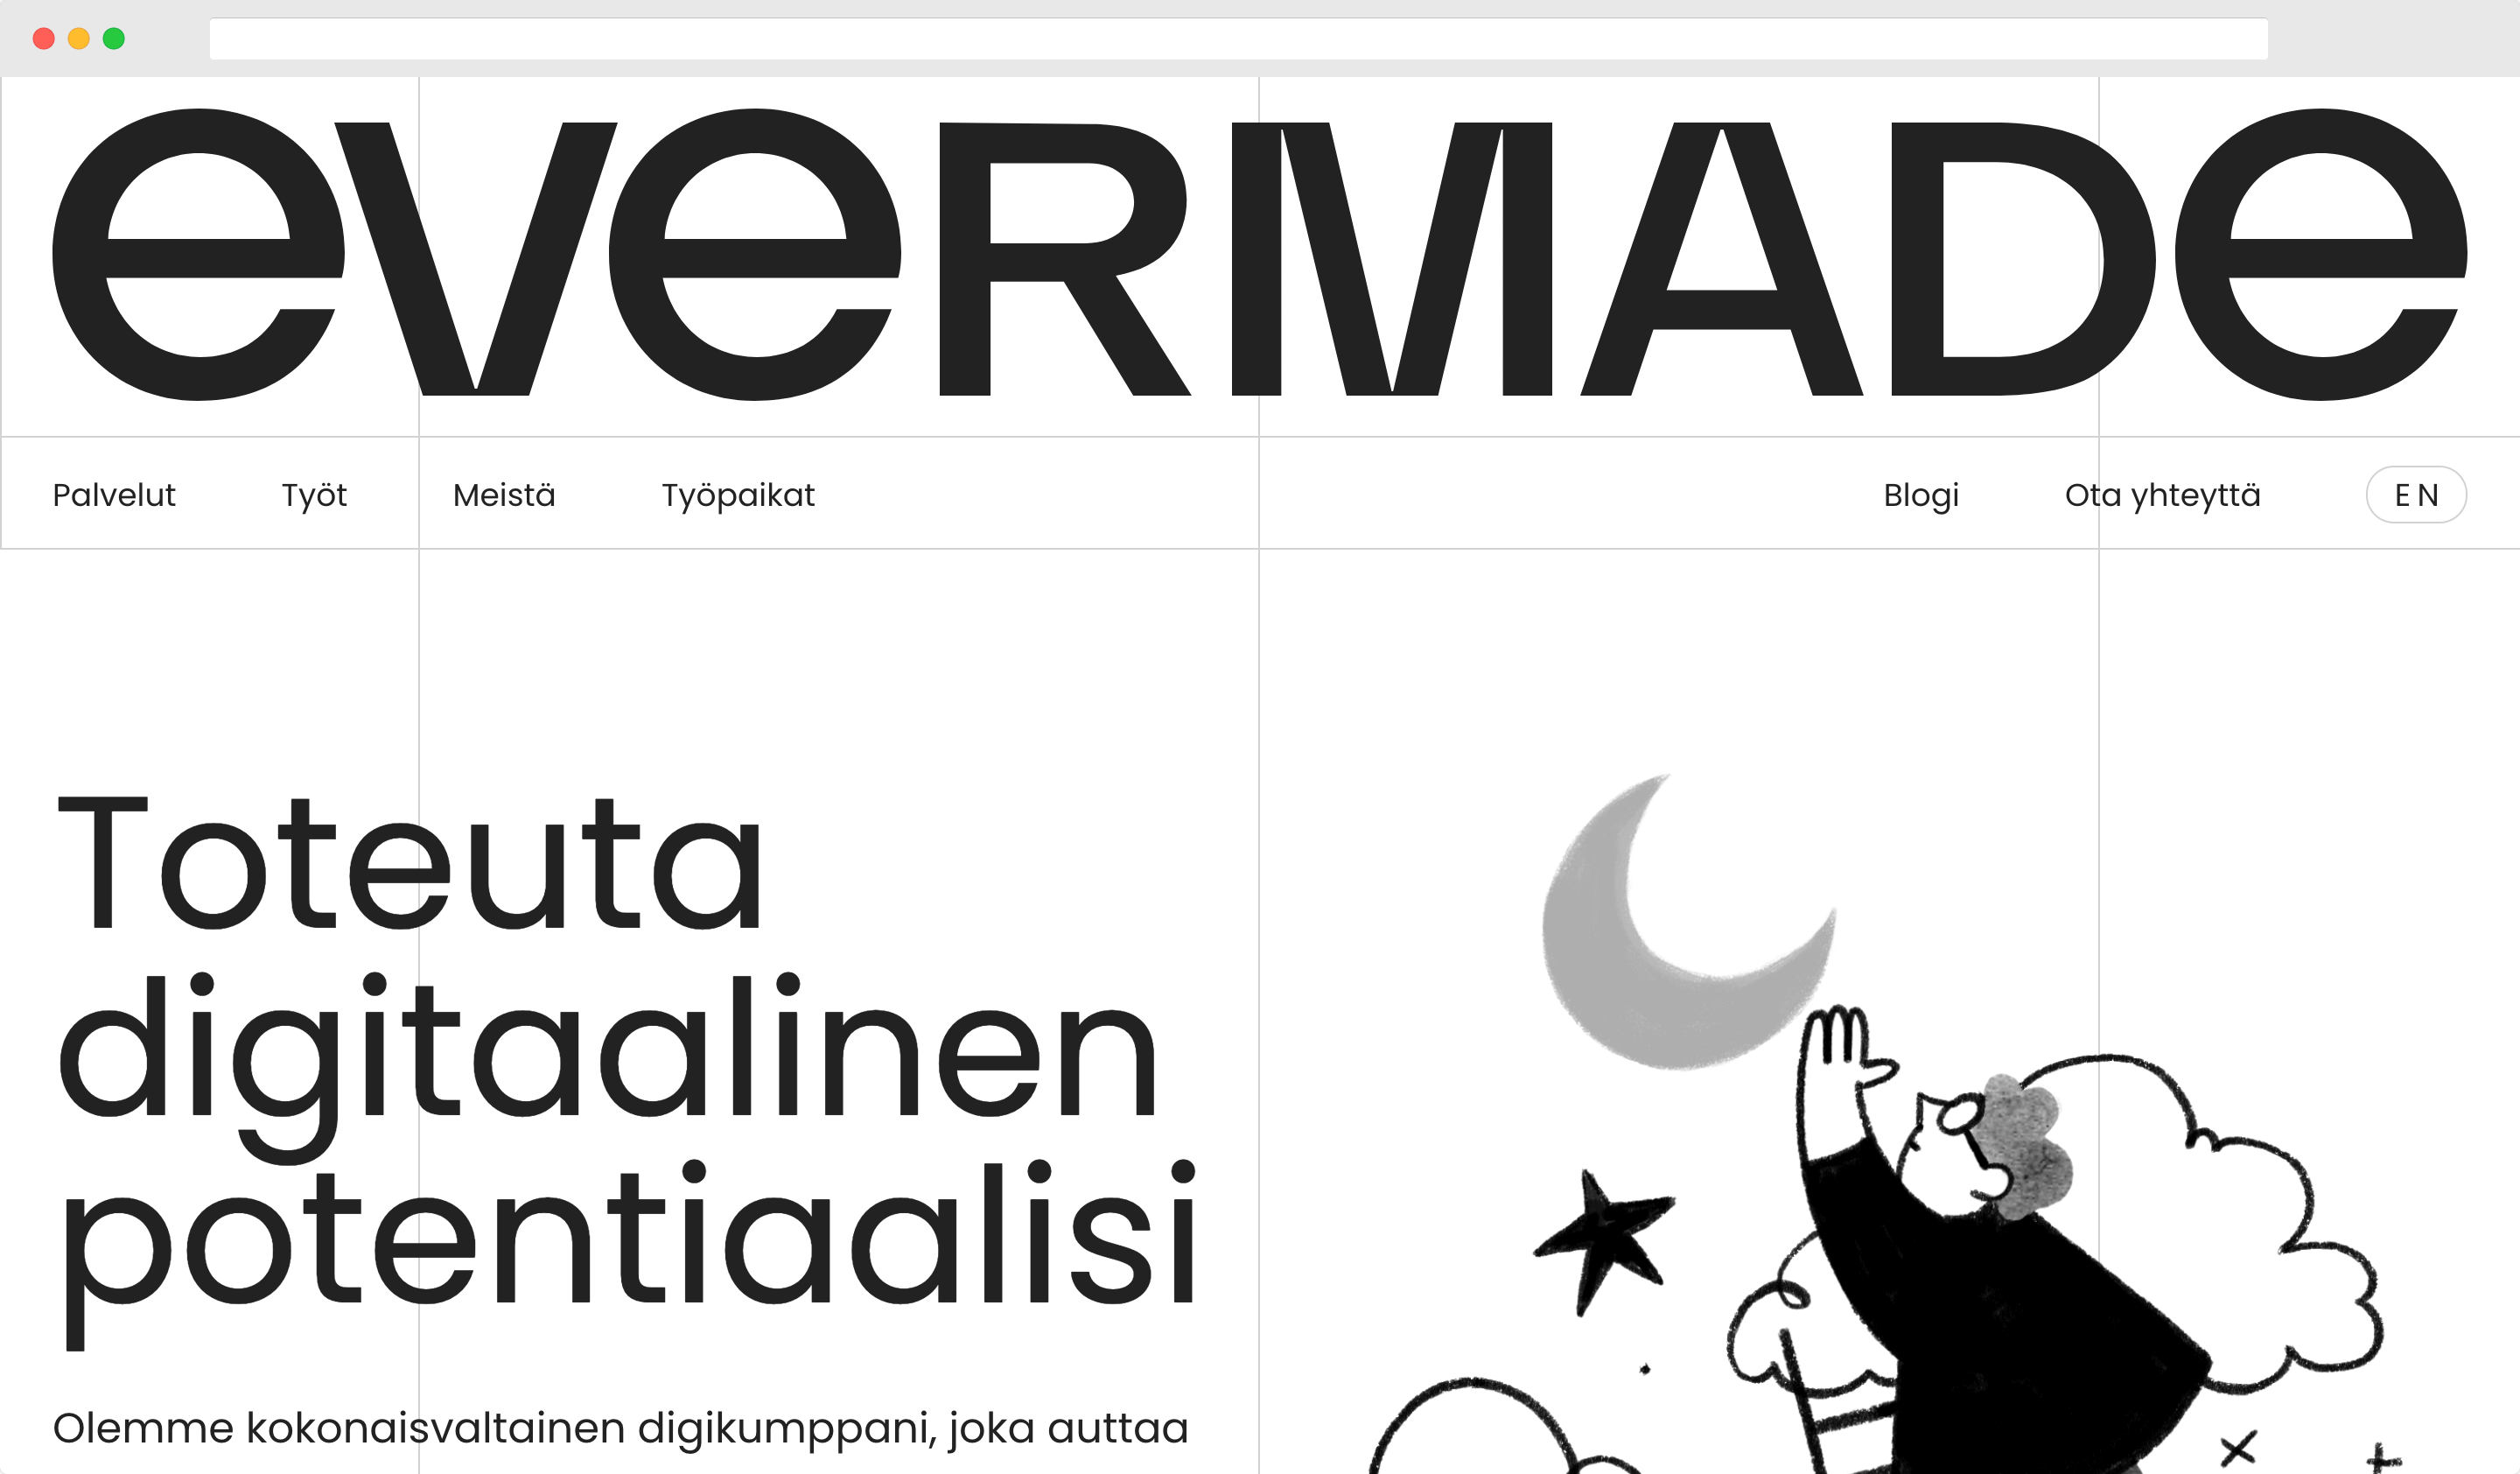 eveRMADe
Palvelut Työt Meistä Työpaikat Blogi Ota yhteyttä EN
Toteuta
digitaalinen
potentiaalisi
Olemme kokonaisvaltainen digikumppani, joka auttaa